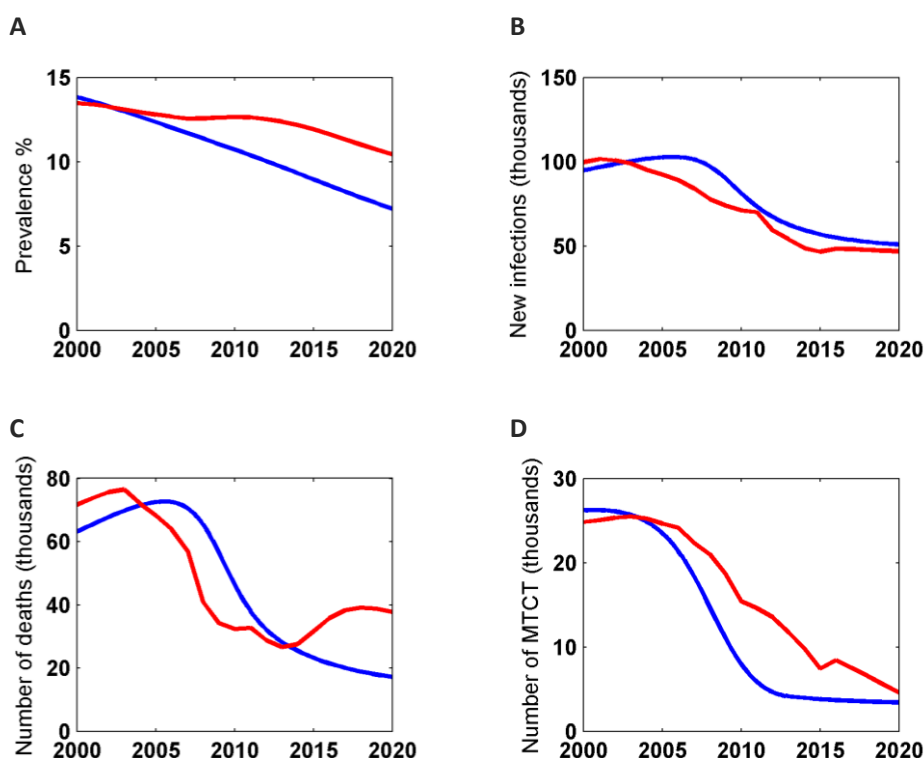 A
B
Prevalence %
15
10
5
0
2000 2005 2010 2015 2020
New infections (thousands)
150
100
50
0
2000 2005 2010 2015 2020
C
D
Number of deaths (thousands)
80
60
40
20
0
2000 2005 2010 2015 2020
Number of MTCT (thousands)
30
20
10
0
2000 2005 2010 2015 2020